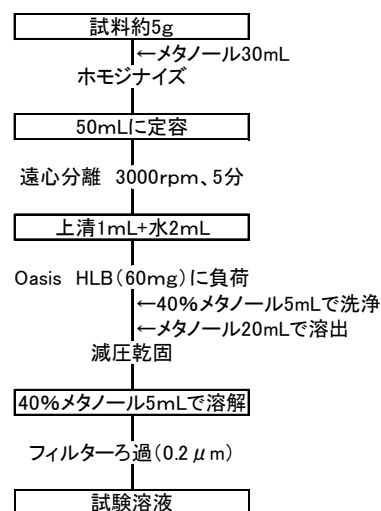 試料約5g
←メタノール30mL
ホモジナイズ
50mLに定容
遠心分離　3000rpm、5分
上清1mL+水2mL
Oasis　HLB(60mg)に負荷
←40%メタノール5mLで洗浄
←メタノール20mLで溶出
減圧乾固
40%メタノール5mLで溶解
フィルターろ過(0.2μm)
試験溶液